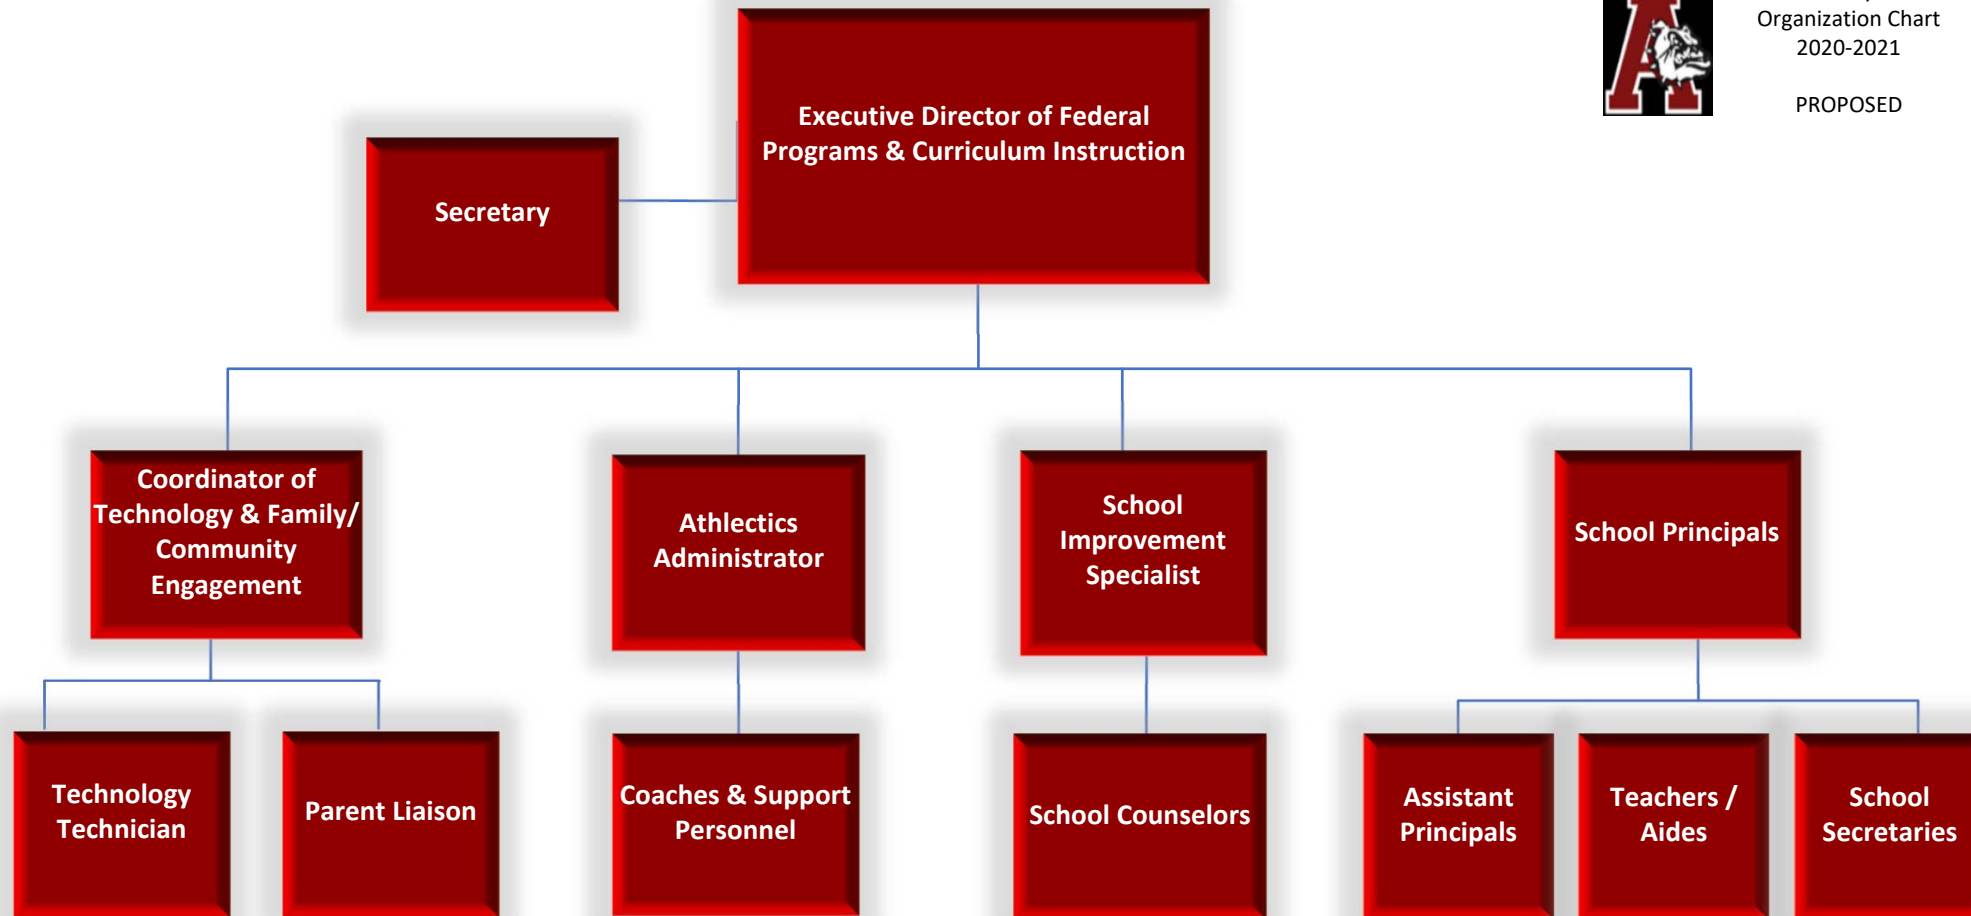 Organization Chart
2020-2021
PROPOSED
Executive Director of Federal
Programs & Curriculum Instruction
Secretary
Coordinator of
Technology & Family/
Community
Engagement
Athlectics
Administrator
School
Improvement
Specialist
School Principals
Technology
Technician
Parent Liaison
Coaches & Support
Personnel
School Counselors
Assistant
Principals
Teachers /
Aides
School
Secretaries
A